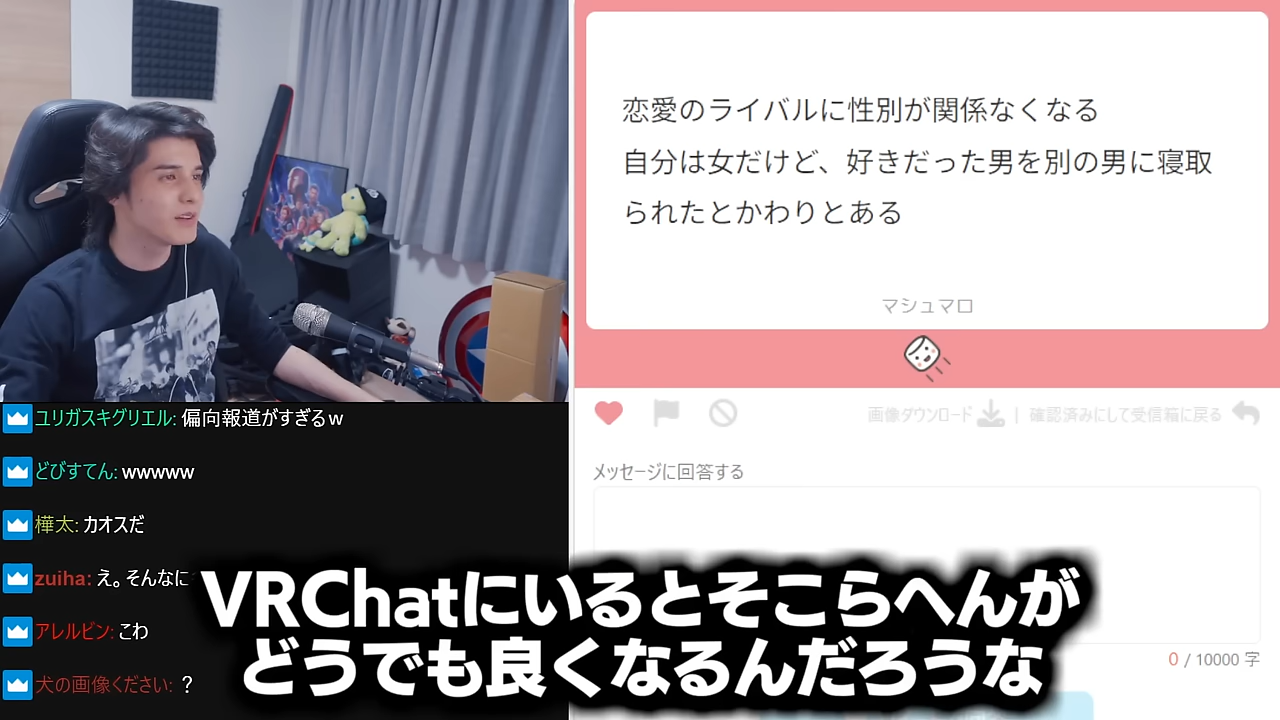 恋愛のライバルに性別が関係なくなる
自分は女だけど、好きだった男を別の男に寝取
られたとかわりとある
マシュマロ
画像ダウンロード | 確認済みにして受信箱に戻る
メッセージに回答する
0 / 10000 字
ユリガスキグリエル: 偏向報道がすぎるw
どびすてん: wwwww
樺太: カオスだ
zuiha: え。そんなに
アレルビン: こわ
犬の画像ください: ?
VRChatにいるとそこらへんが
どうでも良くなるんだろうな